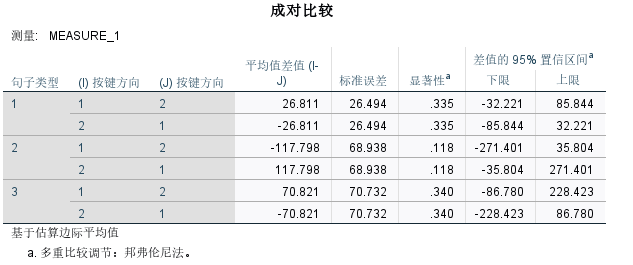 成对比较
测量: MEASURE_1
句子类型 (I) 按键方向 (J) 按键方向 平均值差值 (I-J) 标准误差 显著性a 差值的 95% 置信区间a
下限 上限
1 1 2 26.811 26.494 .335 -32.221 85.844
2 1 -26.811 26.494 .335 -85.844 32.221
2 1 2 -117.798 68.938 .118 -271.401 35.804
2 1 117.798 68.938 .118 -35.804 271.401
3 1 2 70.821 70.732 .340 -86.780 228.423
2 1 -70.821 70.732 .340 -228.423 86.780
基于估算边际平均值
a. 多重比较调节：邦弗伦尼法。